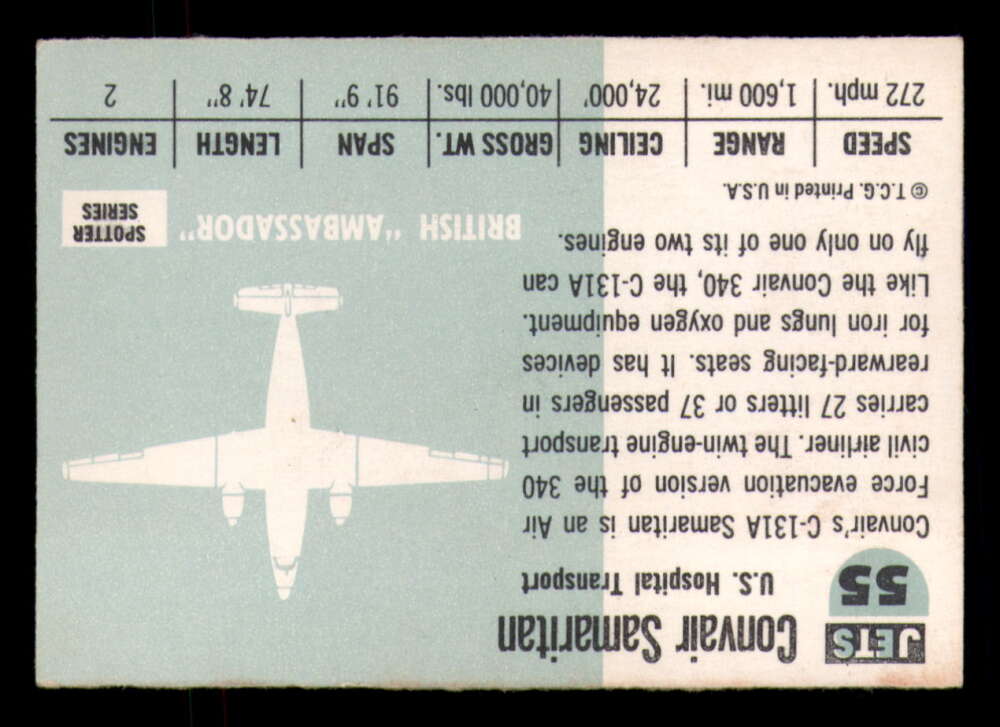 JETS
55
Convair Samaritan
U.S. Hospital Transport
Convair's C-131A Samaritan is an Air
Force evacuation version of the 340
civil airliner. The twin-engine transport
carries 27 litters or 37 passengers in
rearward-facing seats. It has devices
for iron lungs and oxygen equipment.
Like the Convair 340, the C-131A can
fly on only one of its two engines.
© T.C.G. Printed in U.S.A.
BRITISH "AMBASSADOR"
SPOTTER
SERIES
SPEED RANGE CEILING GROSS WT. SPAN LENGTH ENGINES
272 mph. 1,600 mi. 24,000' 40,000 lbs. 91'9" 74'8" 2